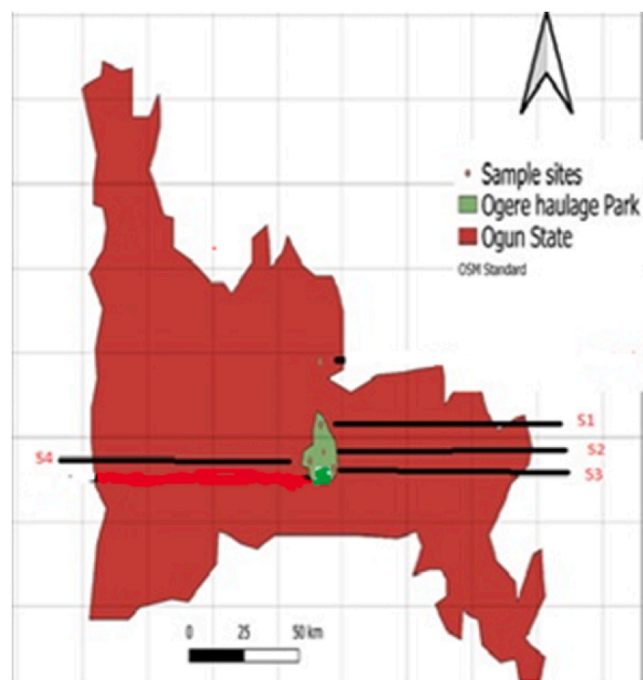 Sample sites
Ogere haulage Park
Ogun State
OSM Standard
S1
S2
S4
S3
0 25 50 km